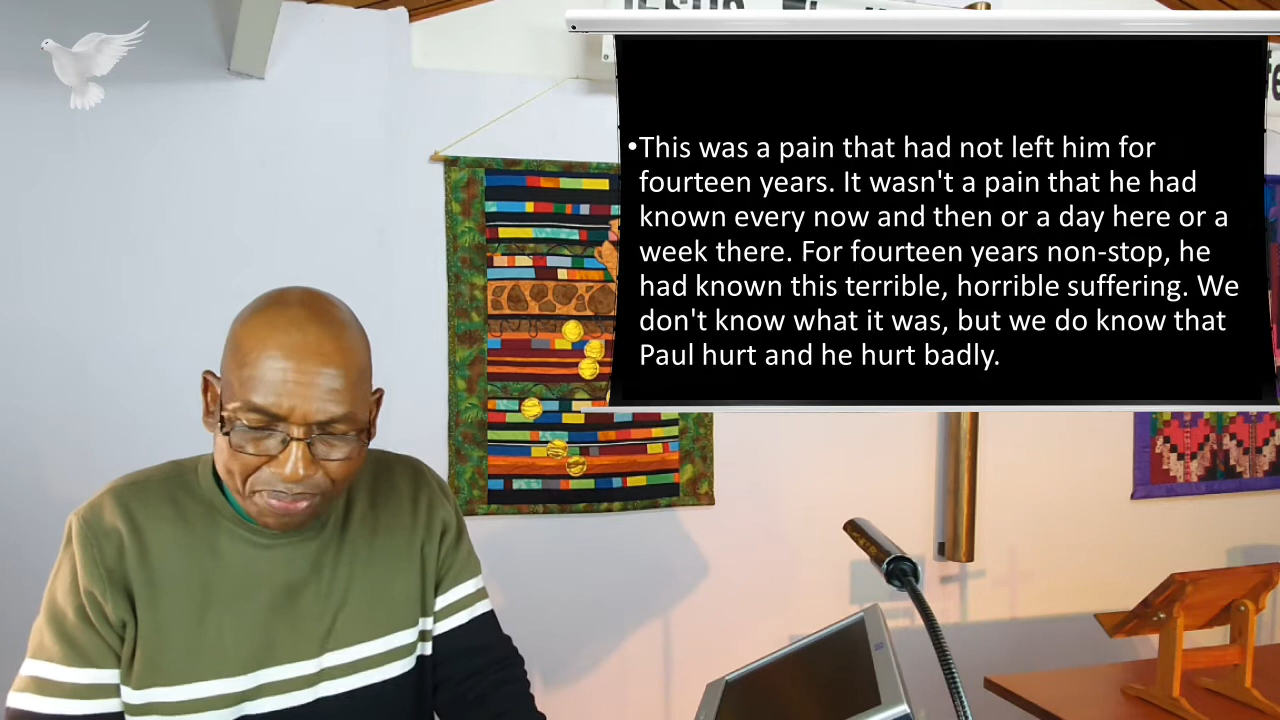 JESUS
•This was a pain that had not left him for
fourteen years. It wasn't a pain that he had
known every now and then or a day here or a
week there. For fourteen years non-stop, he
had known this terrible, horrible suffering. We
don't know what it was, but we do know that
Paul hurt and he hurt badly.